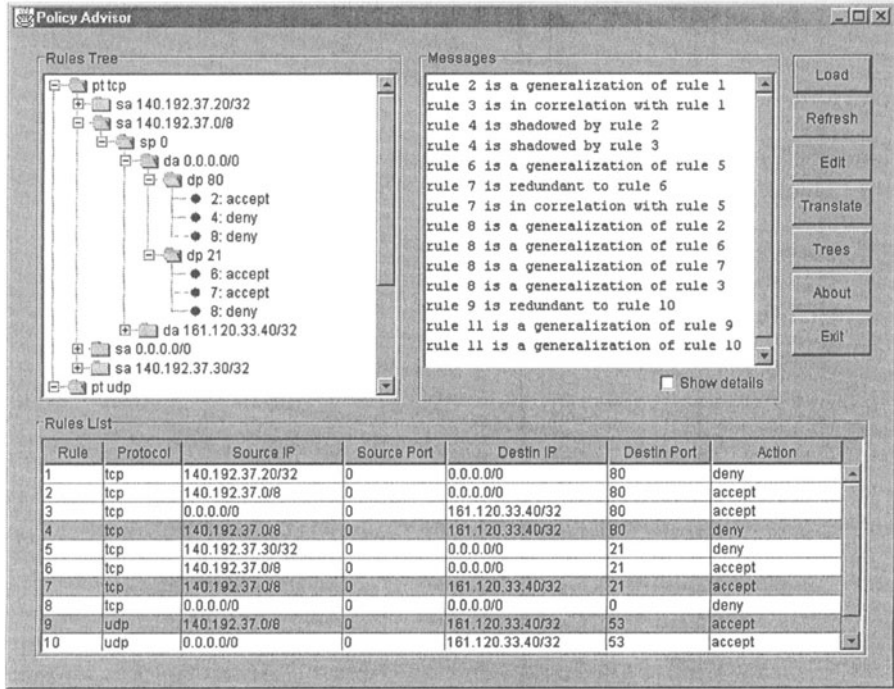 Policy Advisor
Rules Tree
pt tcp
sa 140.192.37.20/32
sa 140.192.37.0/8
sp 0
da 0.0.0.0/0
dp 80
2: accept
4: deny
8: deny
dp 21
6: accept
7: accept
8: deny
da 161.120.33.40/32
sa 0.0.0.0/0
sa 140.192.37.30/32
pt udp
Messages
rule 2 is a generalization of rule 1
rule 3 is in correlation with rule 1
rule 4 is shadowed by rule 2
rule 4 is shadowed by rule 3
rule 6 is a generalization of rule 5
rule 7 is redundant to rule 6
rule 7 is in correlation with rule 5
rule 8 is a generalization of rule 2
rule 8 is a generalization of rule 6
rule 8 is a generalization of rule 7
rule 8 is a generalization of rule 3
rule 9 is redundant to rule 10
rule 11 is a generalization of rule 9
rule 11 is a generalization of rule 10
Show details
Load
Refresh
Edit
Translate
Trees
About
Exit
Rules List
Rule Protocol Source IP Source Port Destin IP Destin Port Action
1 tcp 140.192.37.20/32 0 0.0.0.0/0 80 deny
2 tcp 140.192.37.0/8 0 0.0.0.0/0 80 accept
3 tcp 0.0.0.0/0 0 161.120.33.40/32 80 accept
4 tcp 140.192.37.0/8 0 161.120.33.40/32 80 deny
5 tcp 140.192.37.30/32 0 0.0.0.0/0 21 deny
6 tcp 140.192.37.0/8 0 0.0.0.0/0 21 accept
7 tcp 140.192.37.0/8 0 161.120.33.40/32 21 accept
8 tcp 0.0.0.0/0 0 0.0.0.0/0 0 deny
9 udp 140.192.37.0/8 0 161.120.33.40/32 53 accept
10 udp 0.0.0.0/0 0 161.120.33.40/32 53 accept